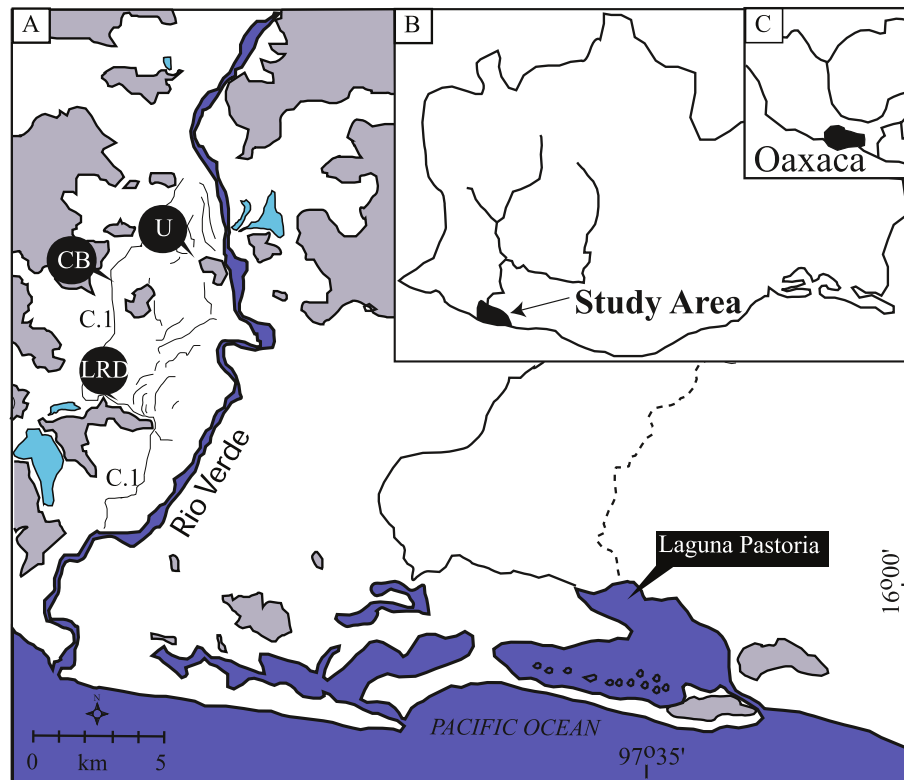 A
B
C
Oaxaca
U
CB
Study Area
C.1
LRD
C.1
Rio Verde
Laguna Pastoria
16°00'
N
PACIFIC OCEAN
0 km 5
97°35'